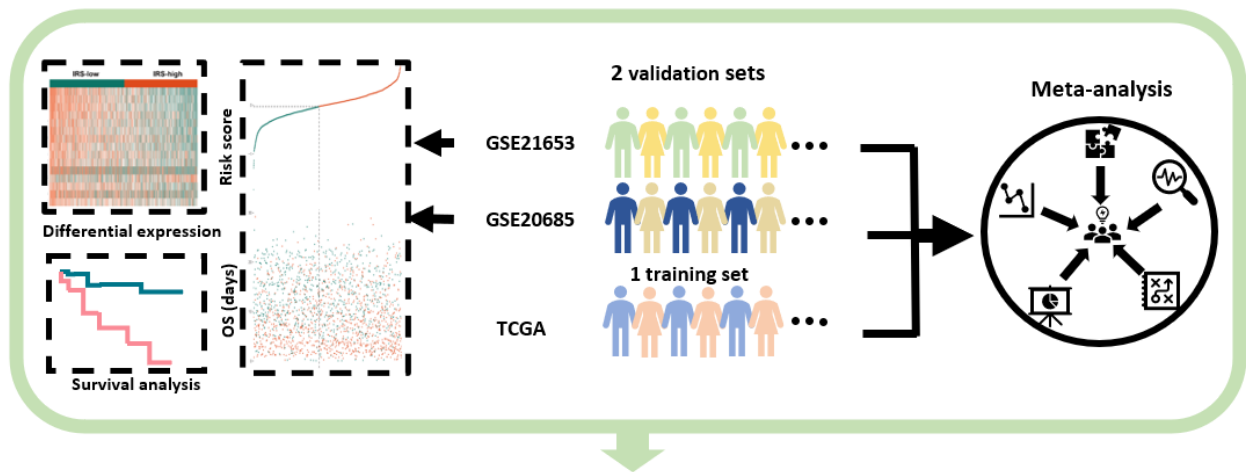 IRS-low IRS-high
Differential expression
Survival analysis
Risk score
OS (days)
2 validation sets
GSE21653
GSE20685
1 training set
TCGA
Meta-analysis